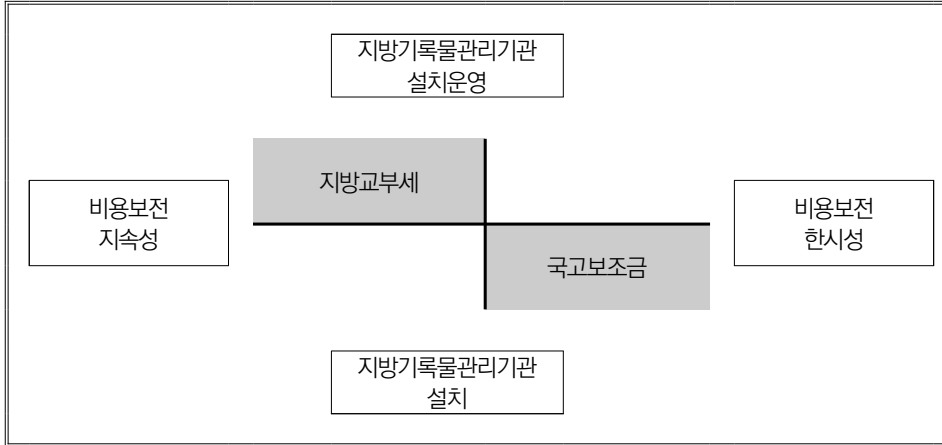 지방기록물관리기관
설치운영
지방교부세
비용보전
지속성
비용보전
한시성
국고보조금
지방기록물관리기관
설치